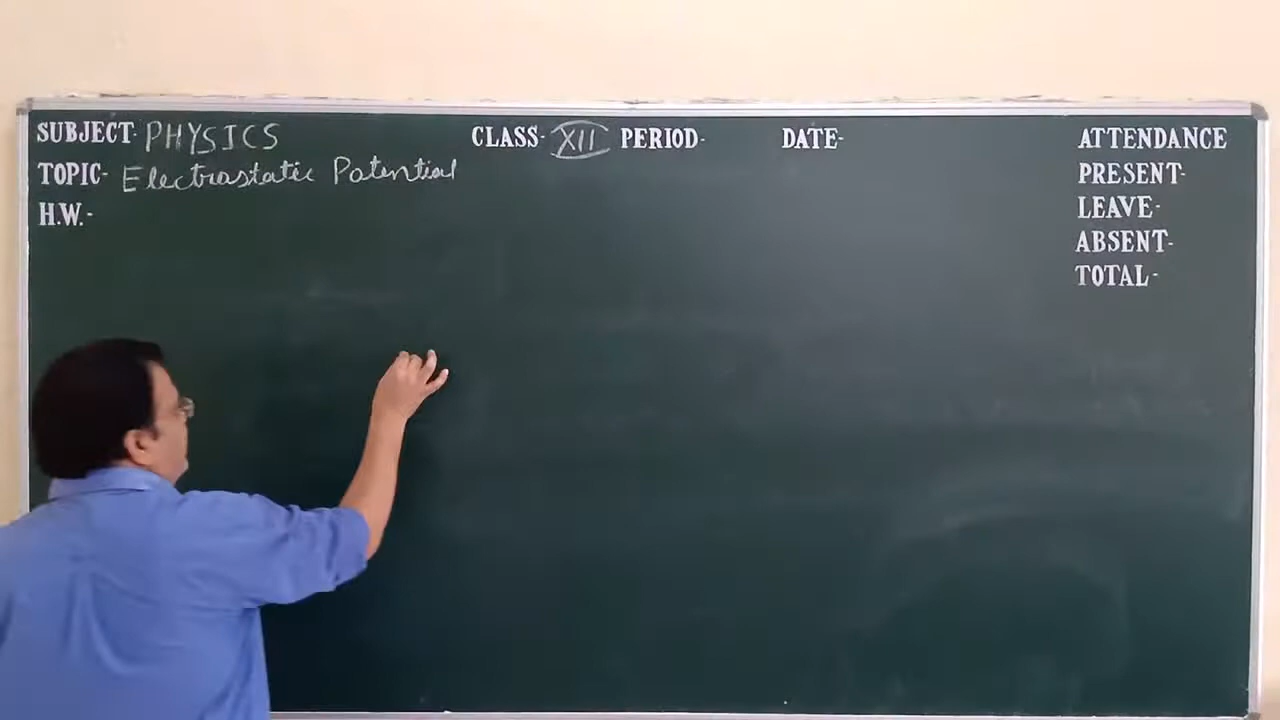 SUBJECT- PHYSICS CLASS- XII PERIOD- DATE- ATTENDANCE
TOPIC- Electrostatic Potential PRESENT-
H.W.- LEAVE-
ABSENT-
TOTAL-